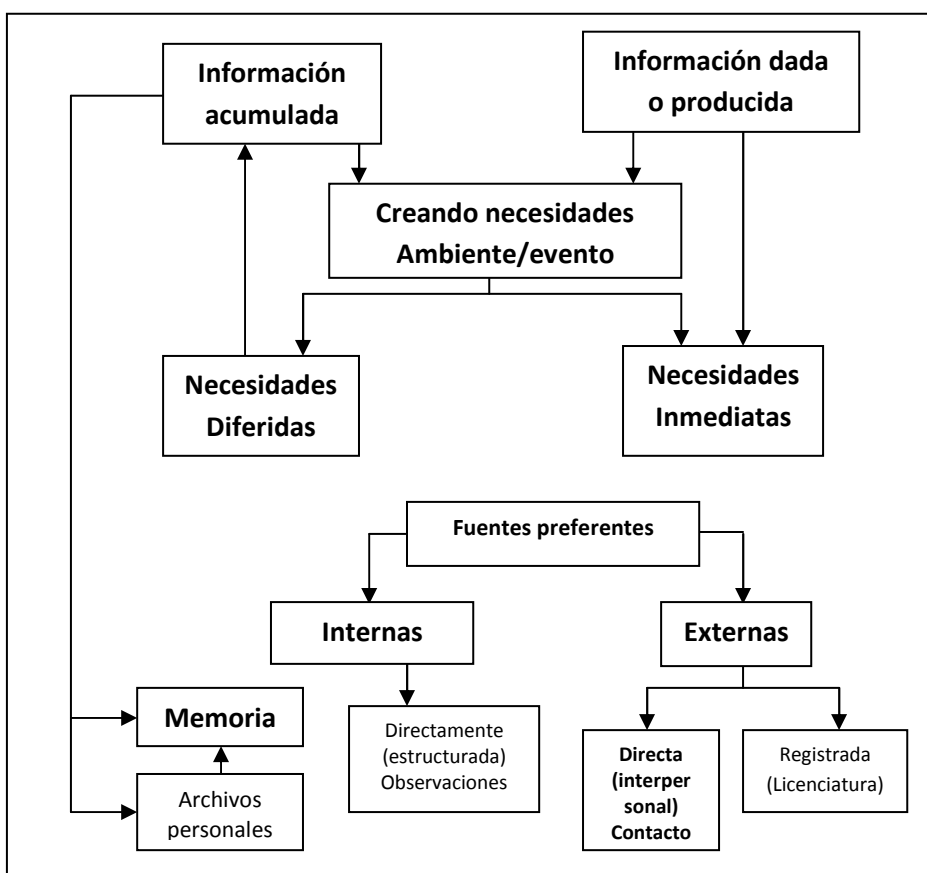 Información
acumulada
Información dada
o producida
Creando necesidades
Ambiente/evento
Necesidades
Diferidas
Necesidades
Inmediatas
Fuentes preferentes
Internas
Externas
Memoria
Directamente
(estructurada)
Observaciones
Directa
(interper
sonal)
Contacto
Registrada
(Licenciatura)
Archivos
personales